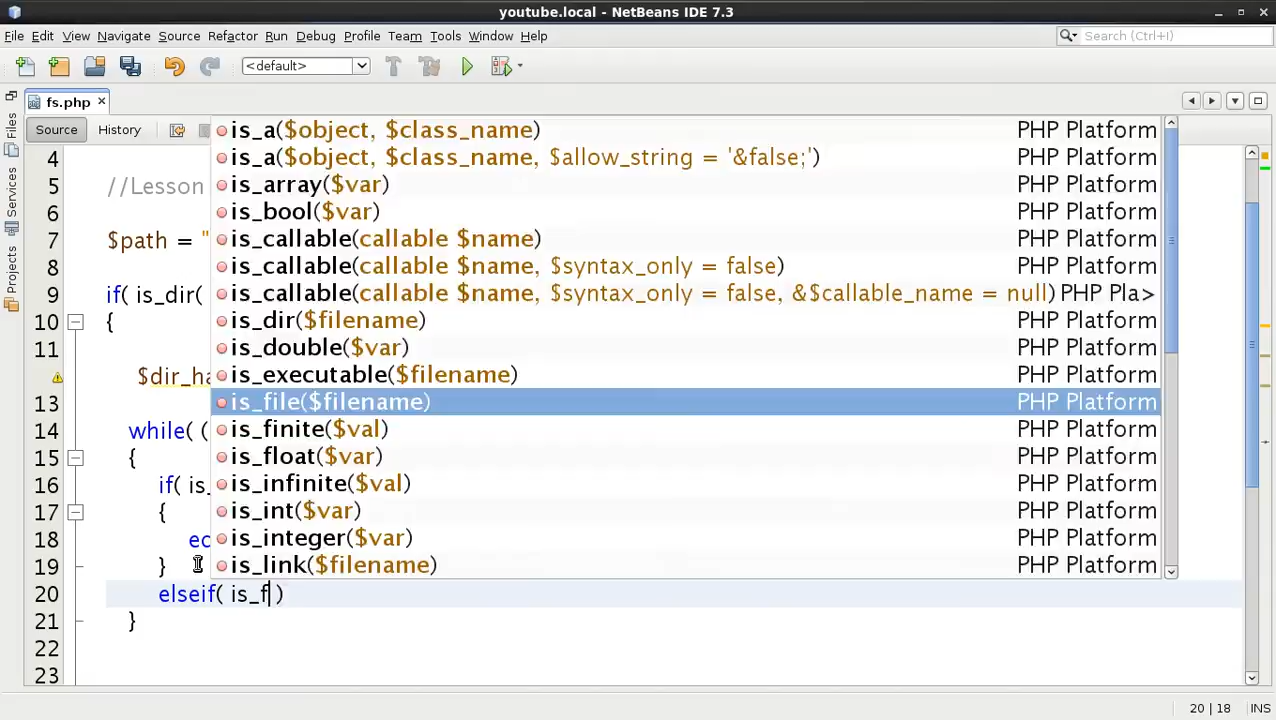 youtube.local - NetBeans IDE 7.3
File Edit View Navigate Source Refactor Run Debug Profile Team Tools Window Help
Search (Ctrl+I)
<default>
fs.php
Source History
Files
Services
Projects
is_a($object, $class_name) PHP Platform
4
is_a($object, $class_name, $allow_string = '&false;') PHP Platform
5 //Lesson
is_array($var) PHP Platform
6
is_bool($var) PHP Platform
7 $path = "
is_callable(callable $name) PHP Platform
8
is_callable(callable $name, $syntax_only = false) PHP Platform
9 if( is_dir(
is_callable(callable $name, $syntax_only = false, &$callable_name = null) PHP Pla>
10 {
is_dir($filename) PHP Platform
11
is_double($var) PHP Platform
$dir_ha
is_executable($filename) PHP Platform
13
is_file($filename) PHP Platform
14 while( (
is_finite($val) PHP Platform
15 {
is_float($var) PHP Platform
16 if( is_
is_infinite($val) PHP Platform
17 {
is_int($var) PHP Platform
18 ec
is_integer($var) PHP Platform
19 }
is_link($filename) PHP Platform
20 elseif( is_f )
21 }
22
23
20 | 18 INS